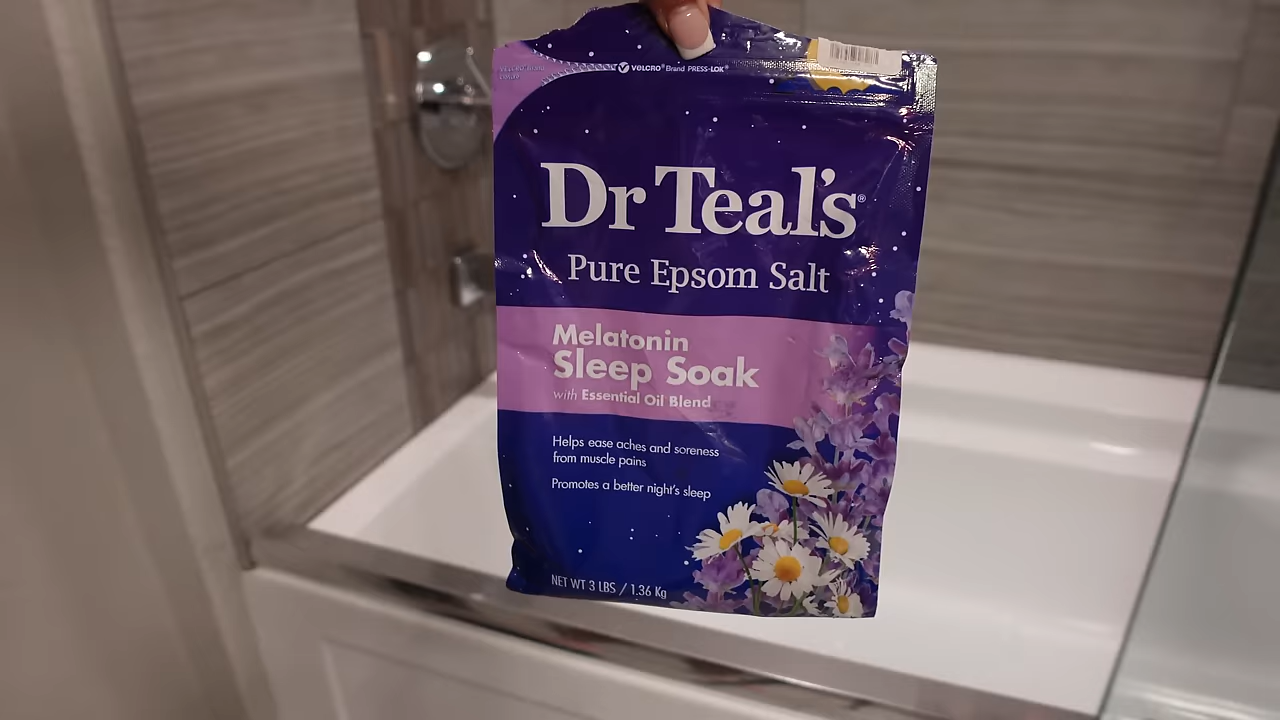 VELCRO® Brand PRESS-LOK®
Dr Teal's®
Pure Epsom Salt
Melatonin
Sleep Soak
with Essential Oil Blend
Helps ease aches and soreness
from muscle pains
Promotes a better night's sleep
NET WT 3 LBS / 1.36 Kg